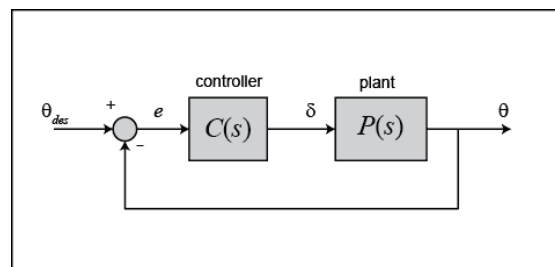 controller
plant
θdes
+
−
e
C(s)
δ
P(s)
θ